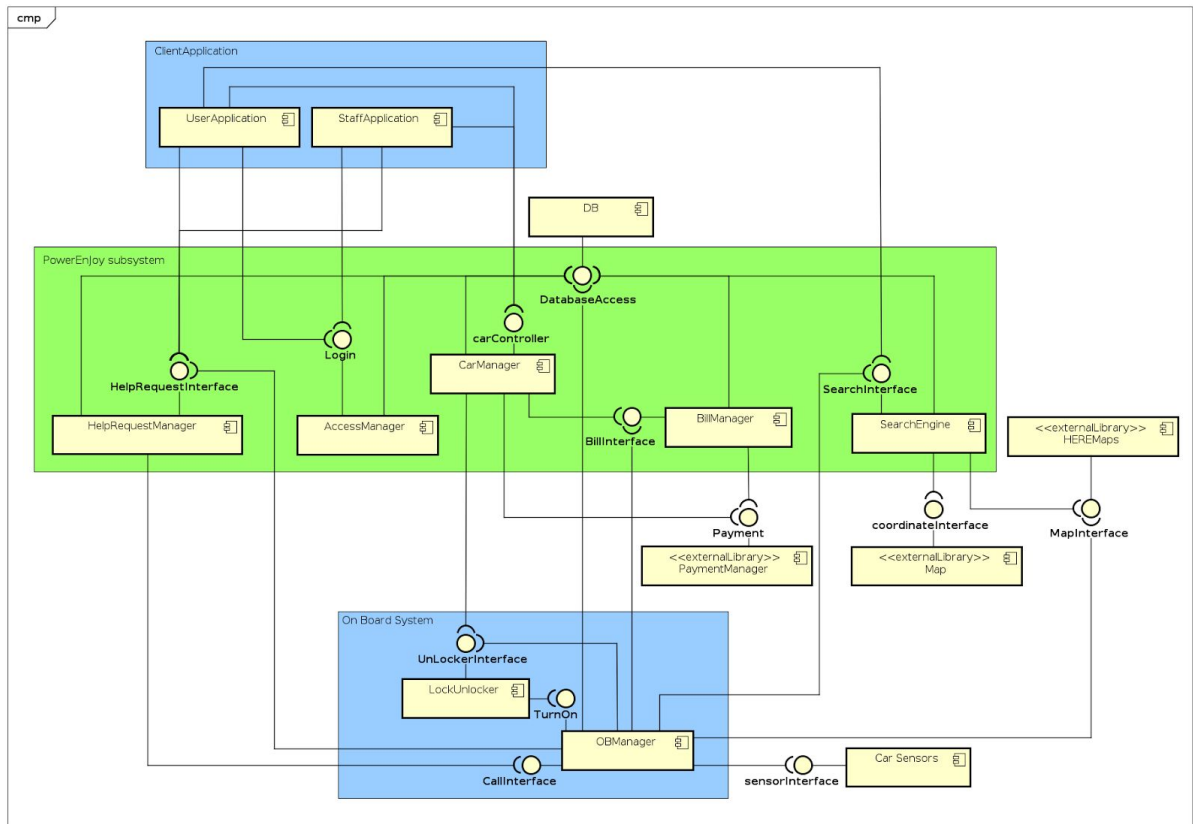 cmp
ClientApplication
UserApplication
StaffApplication
DB
PowerEnJoy subsystem
DatabaseAccess
carController
Login
CarManager
HelpRequestInterface
SearchInterface
HelpRequestManager
AccessManager
BillInterface
BillManager
SearchEngine
<<externalLibrary>>
HEREMaps
Payment
coordinateInterface
MapInterface
<<externalLibrary>>
PaymentManager
<<externalLibrary>>
Map
On Board System
UnLockerInterface
LockUnlocker
TurnOn
OBManager
CallInterface
sensorInterface
Car Sensors